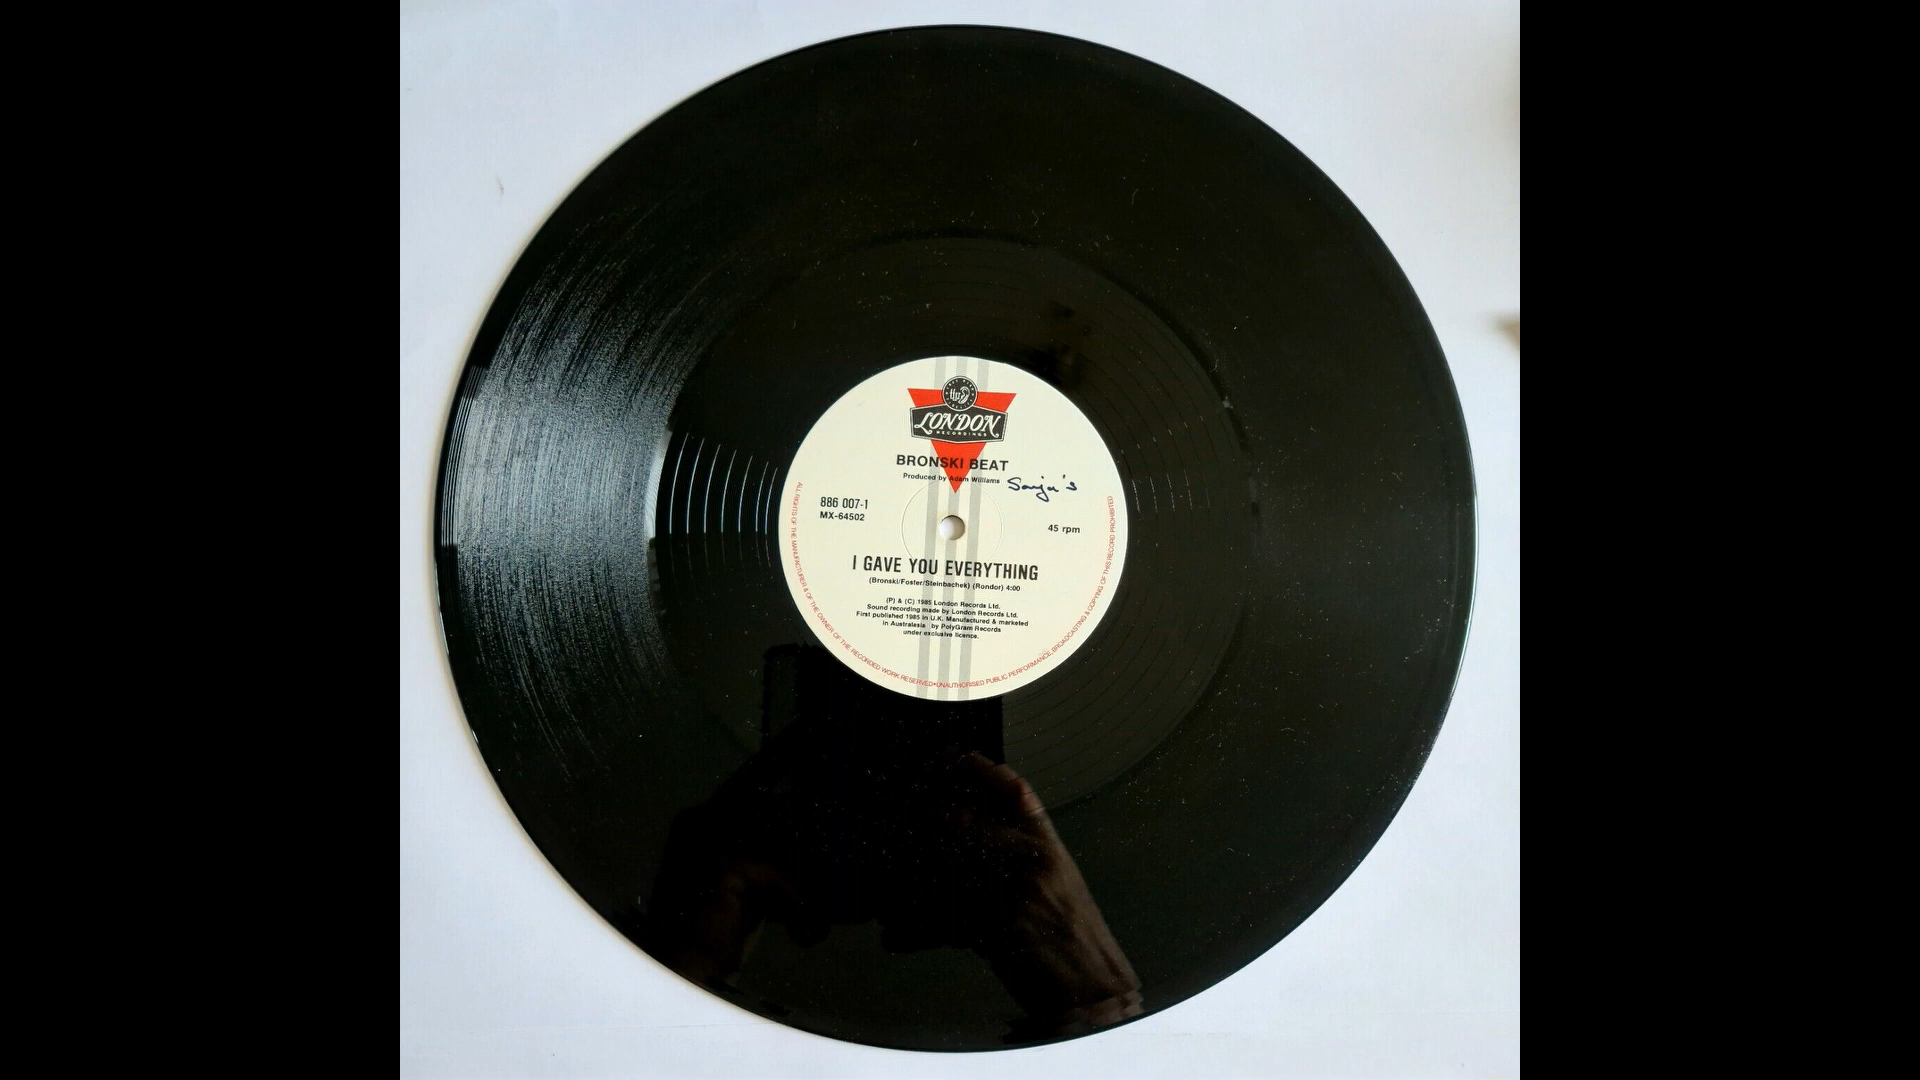 LONDON
RECORDINGS
BRONSKI BEAT
Produced by Adam Williams
Sonja's
886 007-1
MX-64502
45 rpm
I GAVE YOU EVERYTHING
(Bronski/Foster/Steinbachek) (Rondor) 4:00
(P) & (C) 1985 London Records Ltd.
Sound recording made by London Records Ltd.
First published 1985 in U.K. Manufactured & marketed
in Australasia by PolyGram Records
under exclusive licence.
ALL RIGHTS OF THE MANUFACTURER & OF THE OWNER OF THE RECORDED WORK RESERVED•UNAUTHORISED PUBLIC PERFORMANCE, BROADCASTING & COPYING OF THIS RECORD PROHIBITED